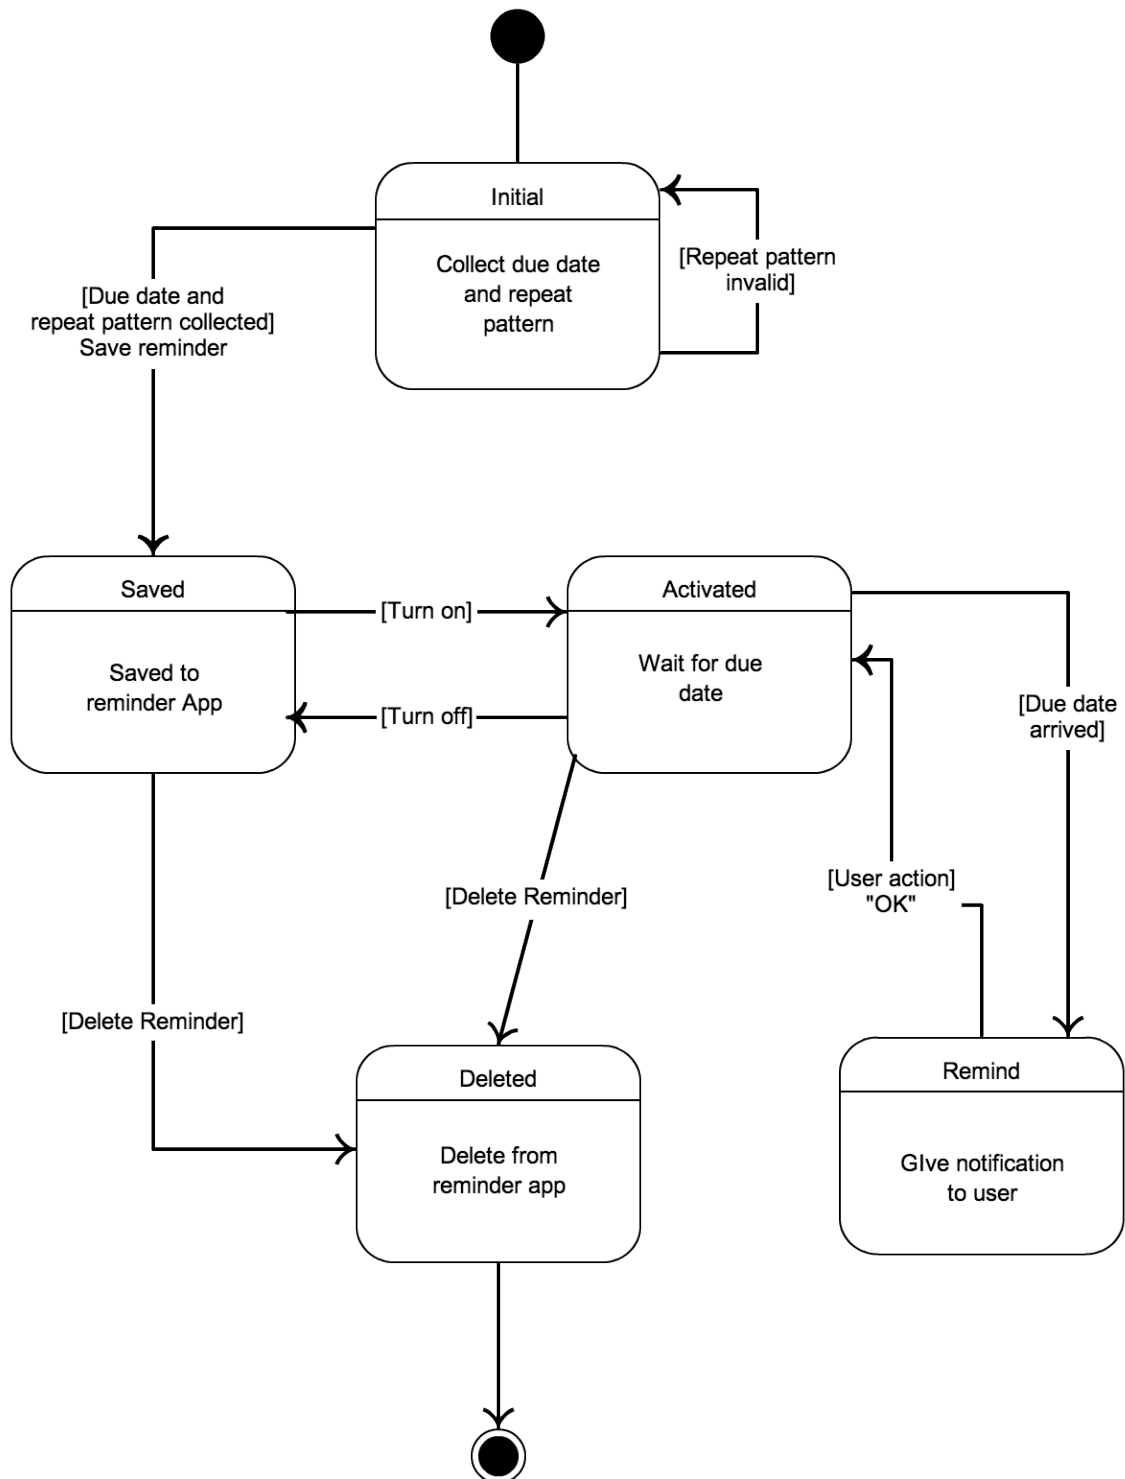 Initial
Collect due date
and repeat
pattern
[Repeat pattern
invalid]
[Due date and
repeat pattern collected]
Save reminder
Saved
Saved to
reminder App
[Turn on]
[Turn off]
Activated
Wait for due
date
[Due date
arrived]
[User action]
"OK"
[Delete Reminder]
[Delete Reminder]
Deleted
Delete from
reminder app
Remind
GIve notification
to user